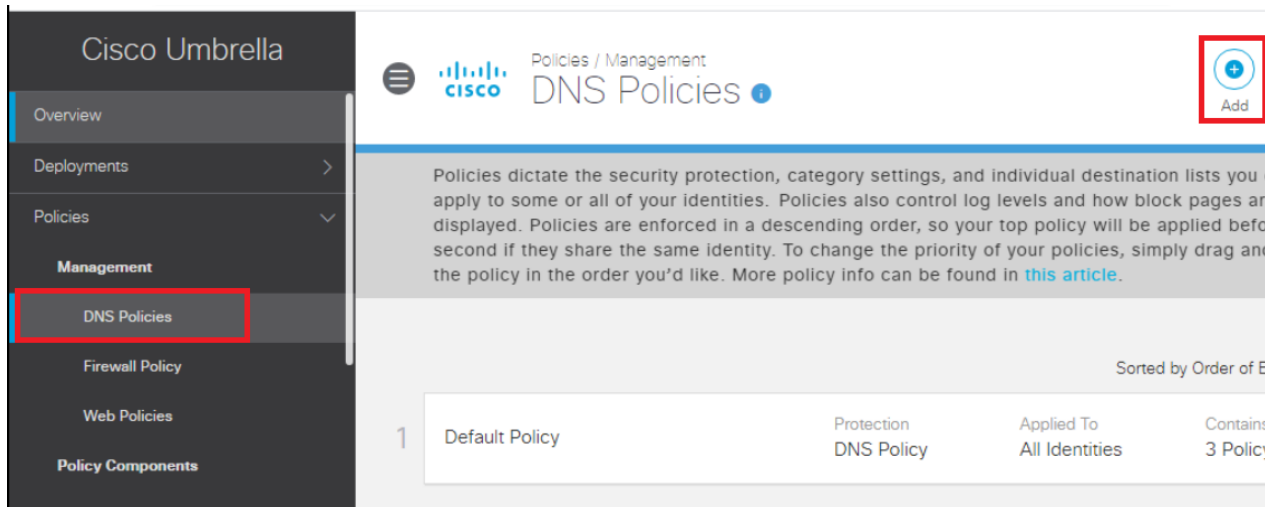 Cisco Umbrella
Overview
Deployments
Policies
Management
DNS Policies
Firewall Policy
Web Policies
Policy Components
CISCO
Policies / Management
DNS Policies
Add
Policies dictate the security protection, category settings, and individual destination lists you
apply to some or all of your identities. Policies also control log levels and how block pages ar
displayed. Policies are enforced in a descending order, so your top policy will be applied befo
second if they share the same identity. To change the priority of your policies, simply drag and
the policy in the order you'd like. More policy info can be found in this article.
Sorted by Order of E
1
Default Policy
Protection
DNS Policy
Applied To
All Identities
Contains
3 Policy